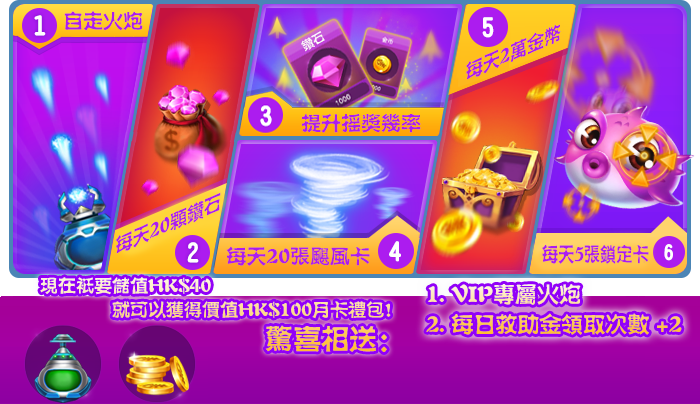 1 自走火炮
每天20顆鑽石 2
鑽石
1000
金幣
200
3 提升摇獎幾率
每天20張颶風卡 4
5 每天2萬金幣
每天5張鎖定卡 6
現在衹要儲值HK$40
就可以獲得價值HK$100月卡禮包!
驚喜相送:
1. VIP專屬火炮
2. 每日救助金領取次數 +2